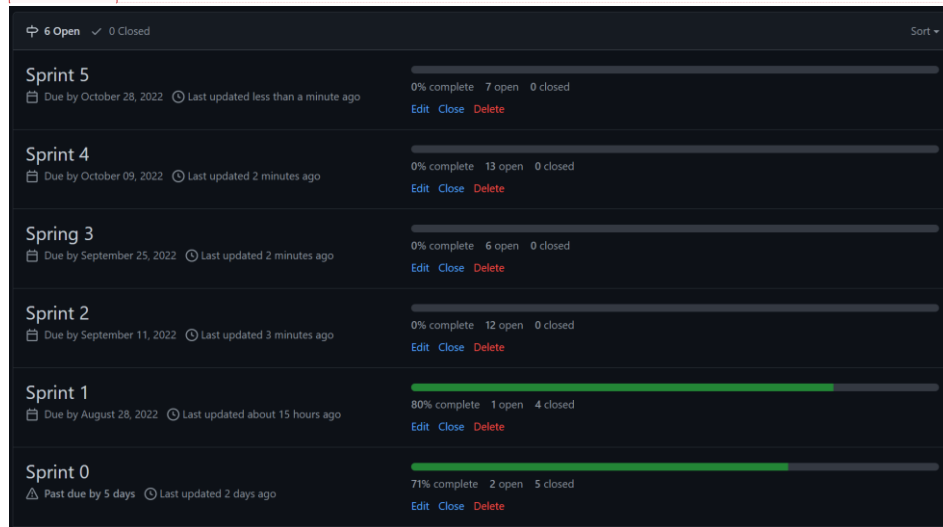 6 Open 0 Closed Sort
Sprint 5
Due by October 28, 2022 Last updated less than a minute ago
0% complete 7 open 0 closed
Edit Close Delete
Sprint 4
Due by October 09, 2022 Last updated 2 minutes ago
0% complete 13 open 0 closed
Edit Close Delete
Spring 3
Due by September 25, 2022 Last updated 2 minutes ago
0% complete 6 open 0 closed
Edit Close Delete
Sprint 2
Due by September 11, 2022 Last updated 3 minutes ago
0% complete 12 open 0 closed
Edit Close Delete
Sprint 1
Due by August 28, 2022 Last updated about 15 hours ago
80% complete 1 open 4 closed
Edit Close Delete
Sprint 0
Past due by 5 days Last updated 2 days ago
71% complete 2 open 5 closed
Edit Close Delete